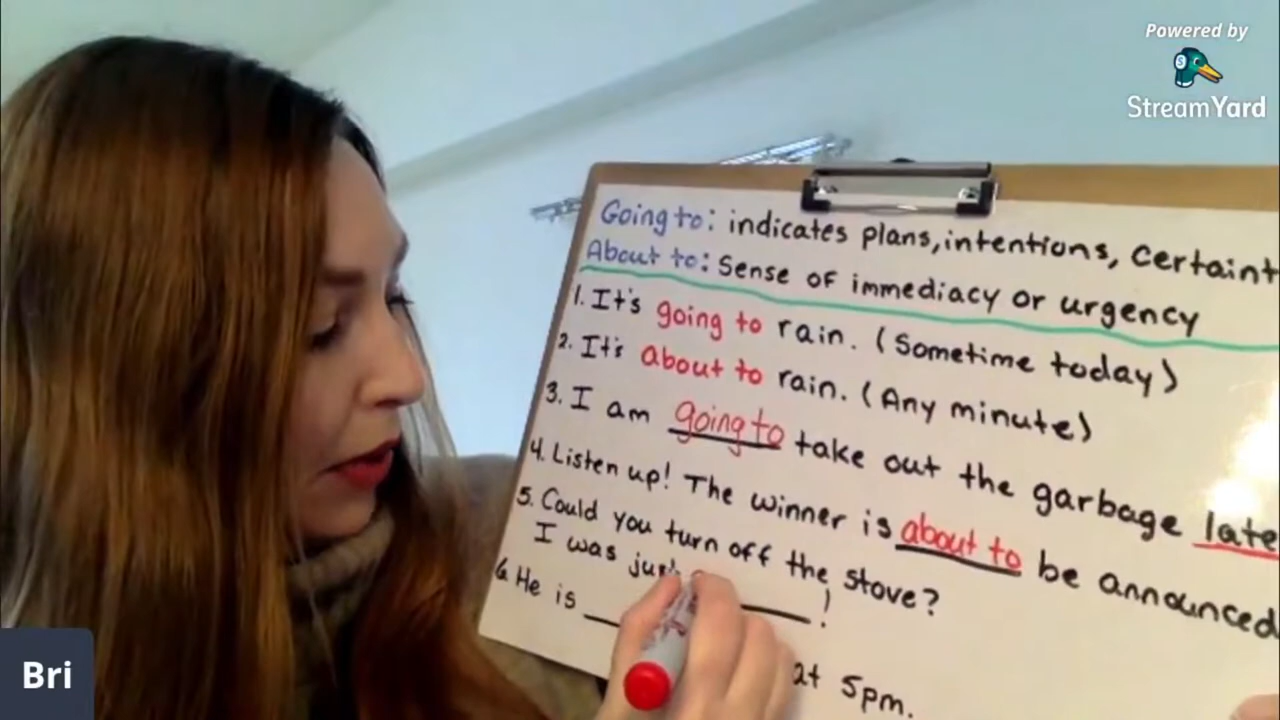 Powered by
StreamYard
Going to: indicates plans, intentions, Certaint
About to: Sense of immediacy or urgency
1. It's going to rain. (Sometime today)
2. It's about to rain. (Any minute)
3. I am going to take out the garbage late
4. Listen up! The winner is about to be announced
5. Could you turn off the stove?
I was just !
6. He is at 5pm.
Bri